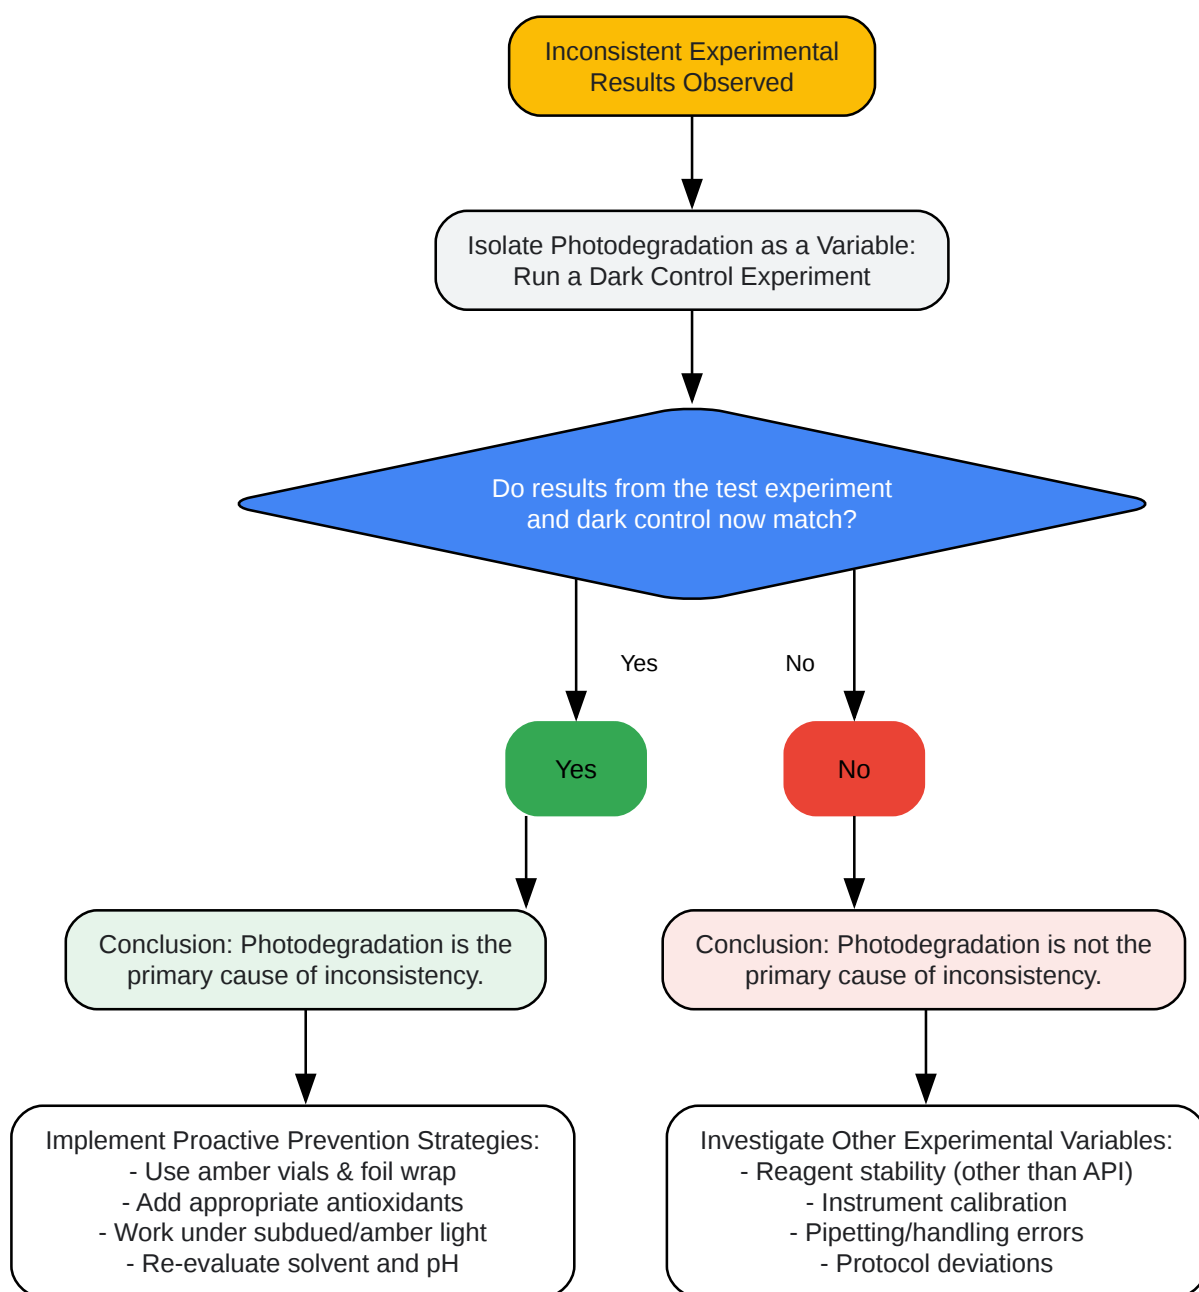 Inconsistent Experimental
Results Observed
Isolate Photodegradation as a Variable:
Run a Dark Control Experiment
Do results from the test experiment
and dark control now match?
Yes
No
Yes
No
Conclusion: Photodegradation is the
primary cause of inconsistency.
Conclusion: Photodegradation is not the
primary cause of inconsistency.
Implement Proactive Prevention Strategies:
- Use amber vials & foil wrap
- Add appropriate antioxidants
- Work under subdued/amber light
- Re-evaluate solvent and pH
Investigate Other Experimental Variables:
- Reagent stability (other than API)
- Instrument calibration
- Pipetting/handling errors
- Protocol deviations